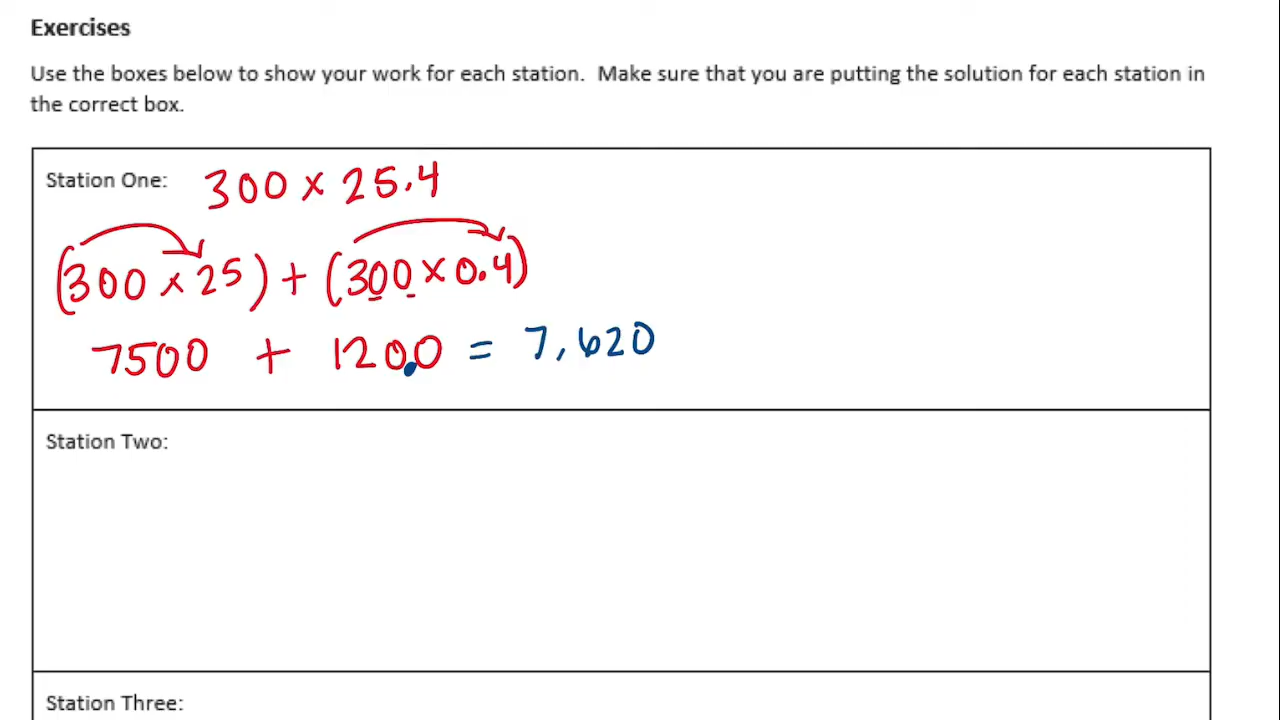 Exercises
Use the boxes below to show your work for each station. Make sure that you are putting the solution for each station in
the correct box.
Station One: 300 × 25.4
(300 × 25) + (300 × 0.4)
7500 + 120.0 = 7,620
Station Two:
Station Three: